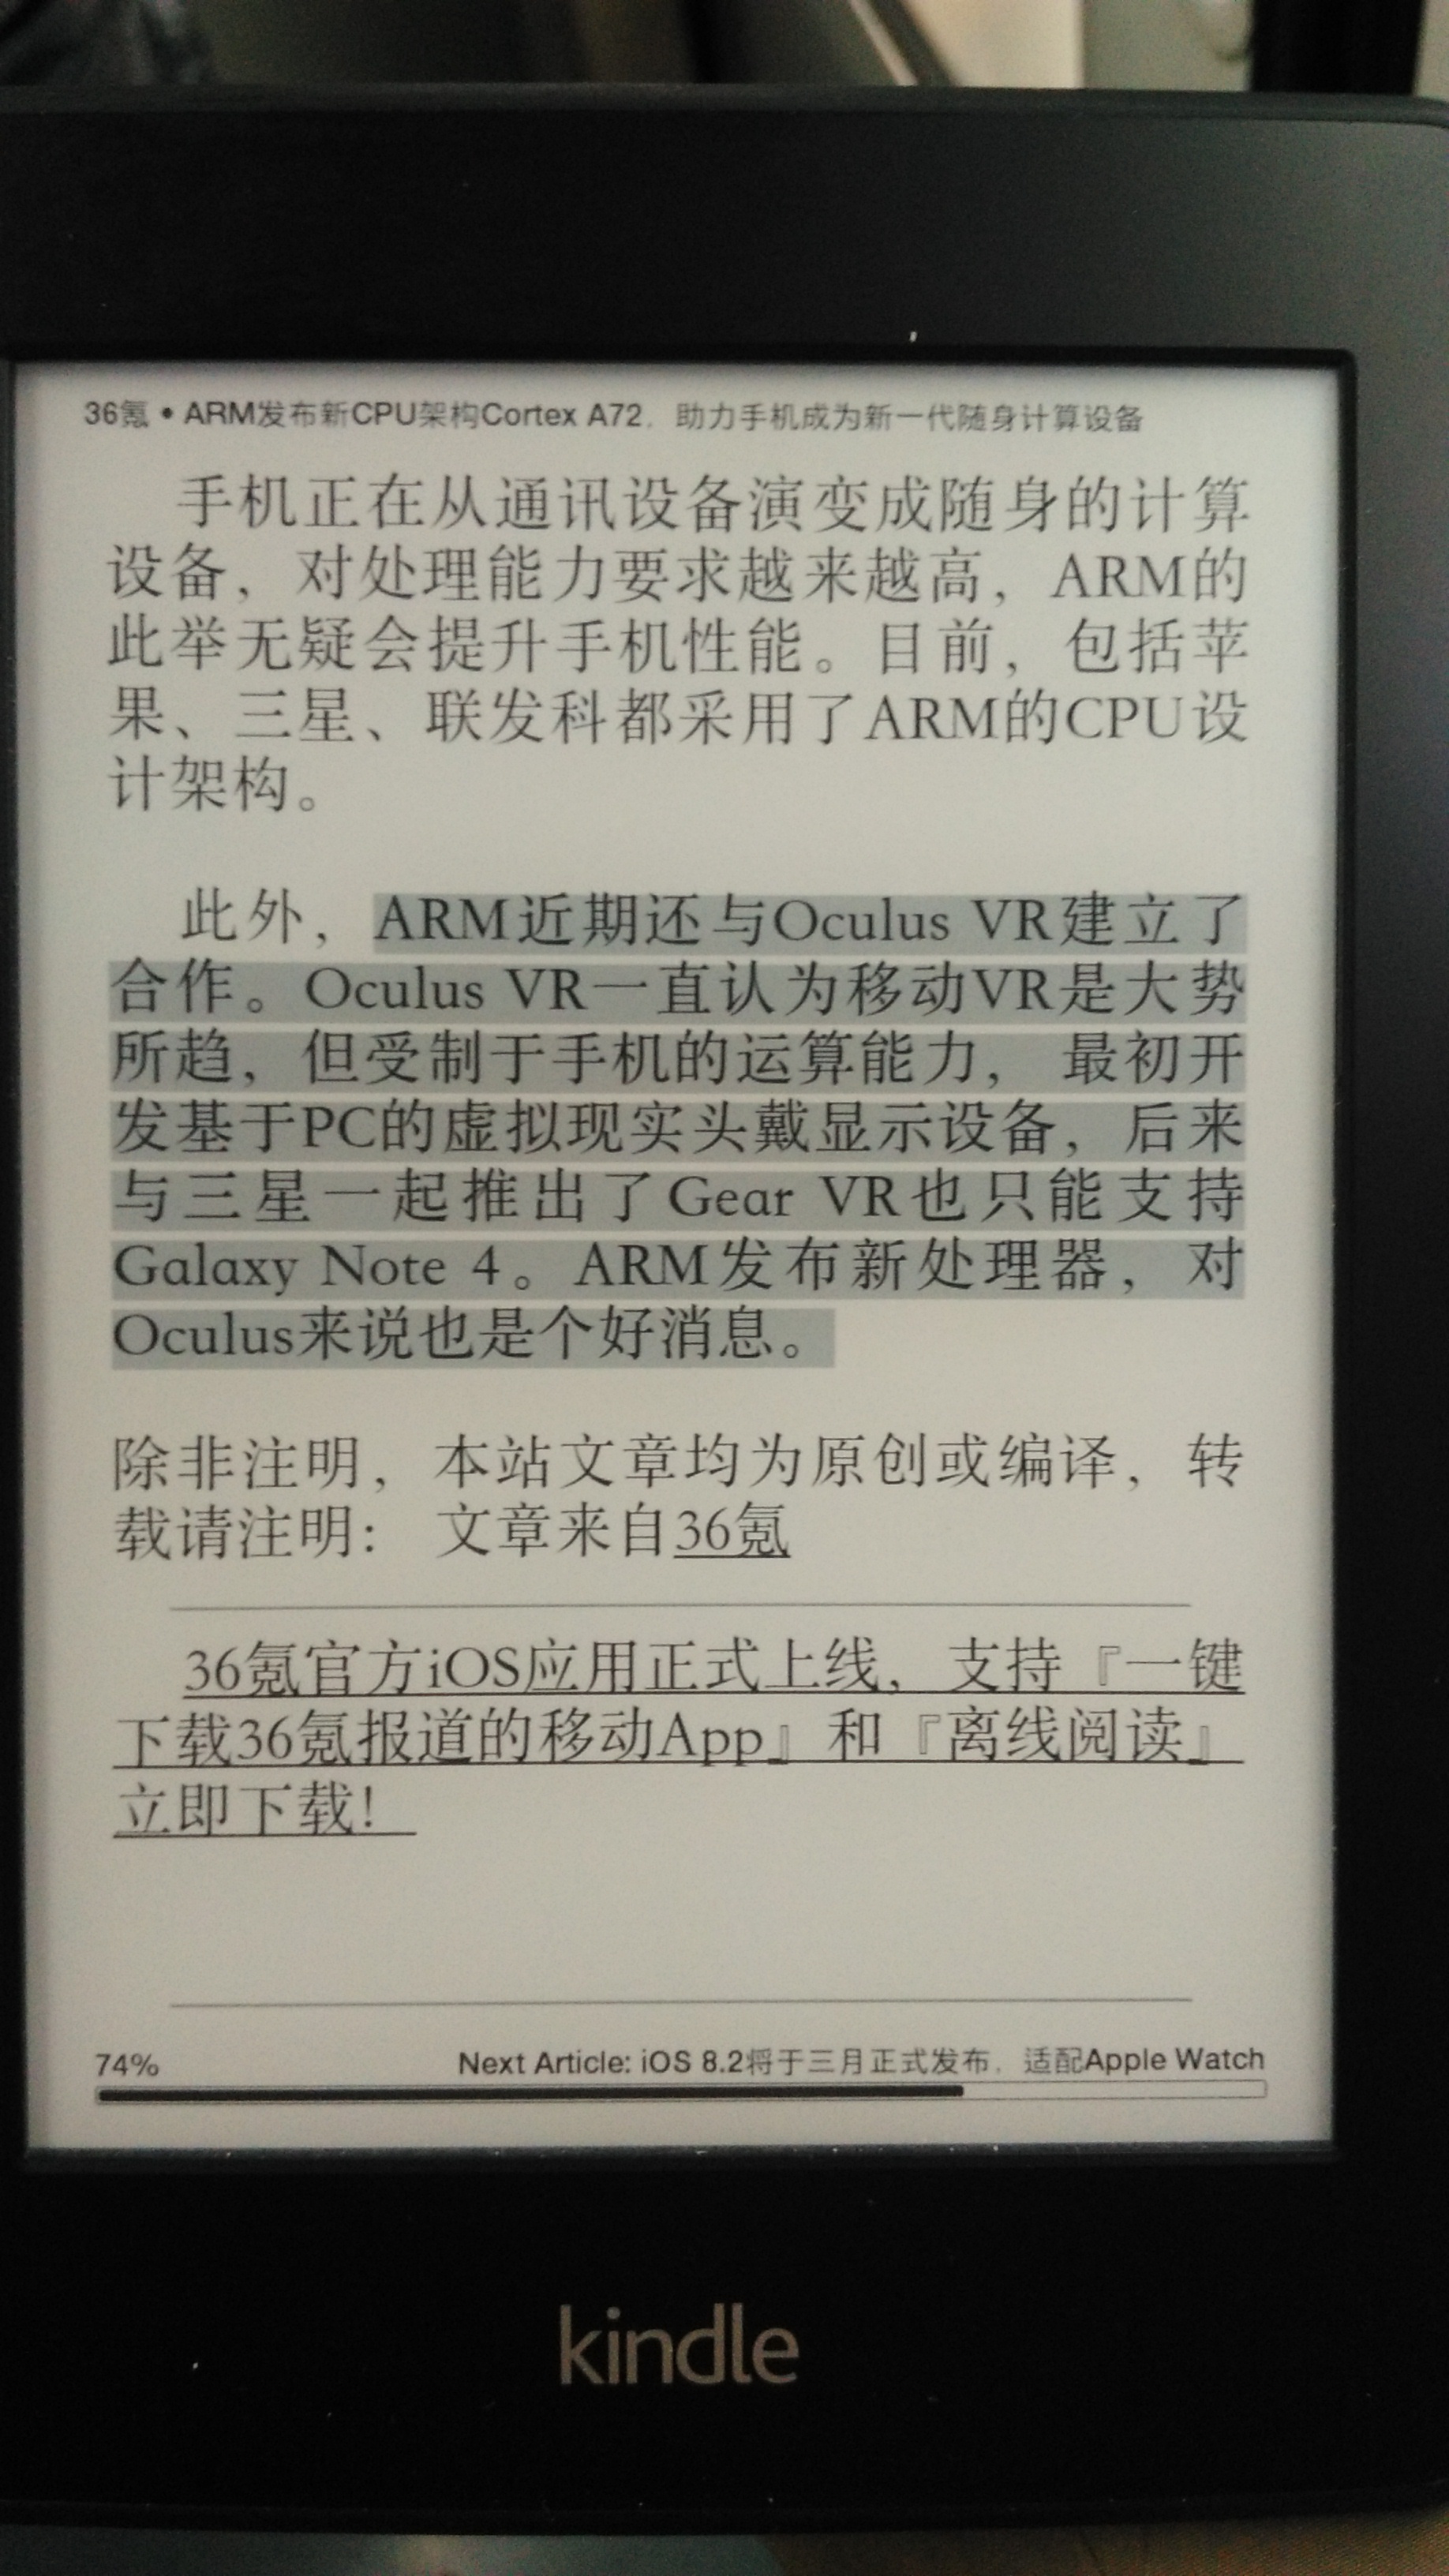 36氪 • ARM发布新CPU架构Cortex A72，助力手机成为新一代随身计算设备
手机正在从通讯设备演变成随身的计算
设备，对处理能力要求越来越高，ARM的
此举无疑会提升手机性能。目前，包括苹
果、三星、联发科都采用了ARM的CPU设
计架构。
此外，ARM近期还与Oculus VR建立了
合作。Oculus VR一直认为移动VR是大势
所趋，但受制于手机的运算能力， 最初开
发基于PC的虚拟现实头戴显示设备，后来
与三星一起推出了Gear VR也只能支持
Galaxy Note 4。ARM发布新处理器，对
Oculus来说也是个好消息。
除非注明，本站文章均为原创或编译，转
载请注明： 文章来自36氪
36氪官方iOS应用正式上线，支持『一键
下载36氪报道的移动App』和『离线阅读』
立即下载！
74%
Next Article: iOS 8.2将于三月正式发布，适配Apple Watch
kindle